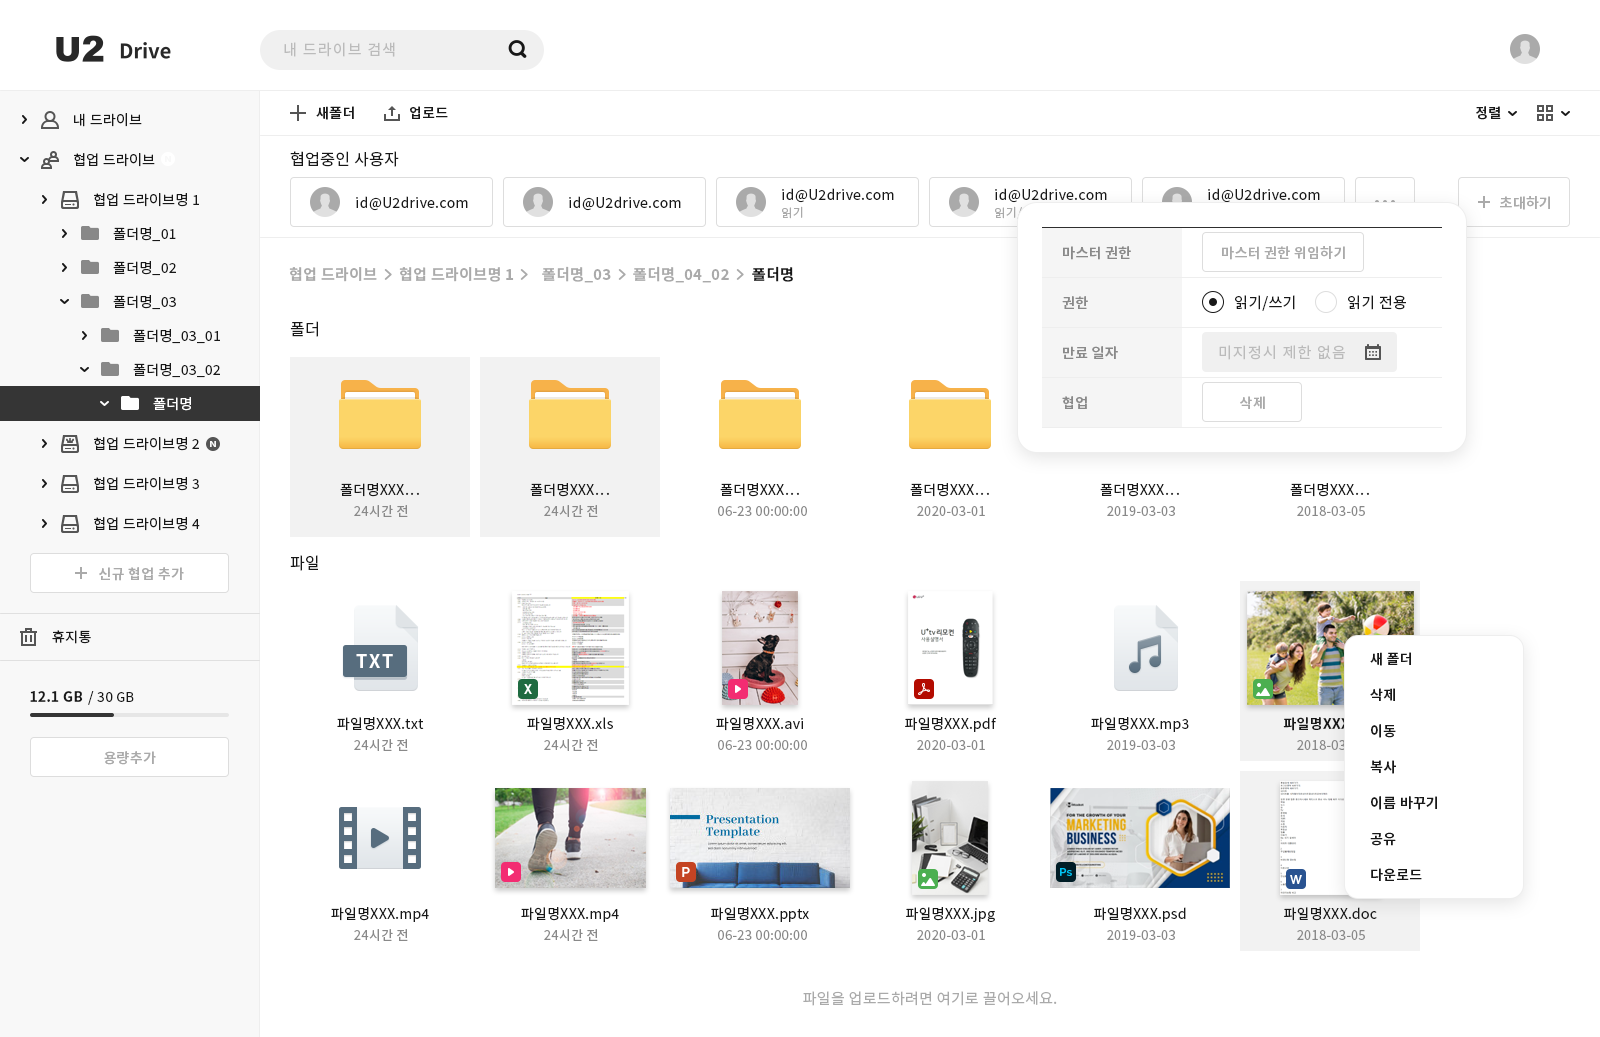 U2 Drive
내 드라이브 검색
내 드라이브
협업 드라이브
협업 드라이브명 1
폴더명_01
폴더명_02
폴더명_03
폴더명_03_01
폴더명_03_02
폴더명
협업 드라이브명 2 N
협업 드라이브명 3
협업 드라이브명 4
+ 신규 협업 추가
휴지통
12.1 GB / 30 GB
용량추가
+ 새폴더 업로드 정렬
협업중인 사용자
id@U2drive.com
id@U2drive.com
id@U2drive.com
읽기
id@U2drive.com
읽기
id@U2drive.com
...
+ 초대하기
마스터 권한 마스터 권한 위임하기
권한 읽기/쓰기 읽기 전용
만료 일자 미지정시 제한 없음
협업 삭제
협업 드라이브 > 협업 드라이브명 1 > 폴더명_03 > 폴더명_04_02 > 폴더명
폴더
폴더명XXX... 폴더명XXX... 폴더명XXX... 폴더명XXX... 폴더명XXX... 폴더명XXX...
24시간 전 24시간 전 06-23 00:00:00 2020-03-01 2019-03-03 2018-03-05
파일
TXT
X
U+tv 리모컨
사용설명서
파일명XXX.txt 파일명XXX.xls 파일명XXX.avi 파일명XXX.pdf 파일명XXX.mp3 파일명XXX
24시간 전 24시간 전 06-23 00:00:00 2020-03-01 2019-03-03 2018-03
새 폴더
삭제
이동
복사
이름 바꾸기
공유
다운로드
Presentation
Template
P
FOR THE GROWTH OF YOUR
MARKETING
BUSINESS
Ps
W
파일명XXX.mp4 파일명XXX.mp4 파일명XXX.pptx 파일명XXX.jpg 파일명XXX.psd 파일명XXX.doc
24시간 전 24시간 전 06-23 00:00:00 2020-03-01 2019-03-03 2018-03-05
파일을 업로드하려면 여기로 끌어오세요.